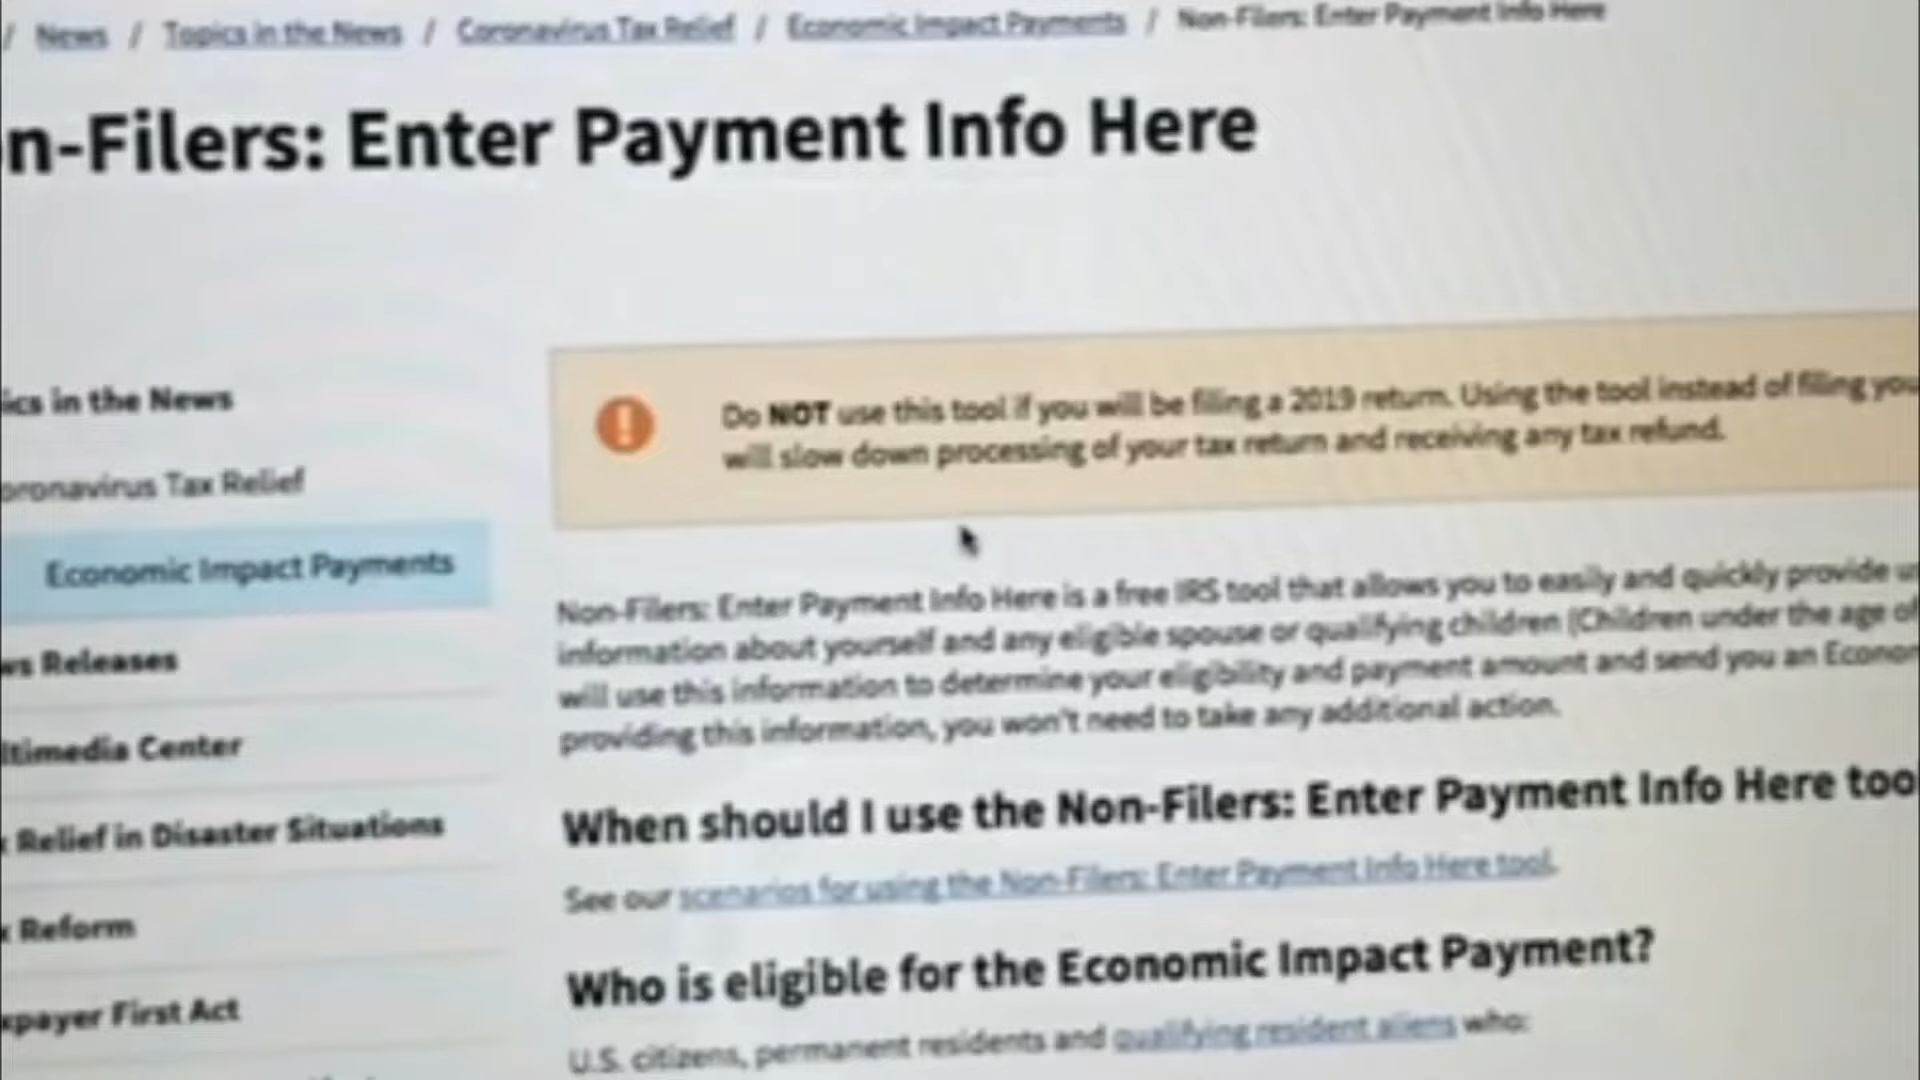 / News / Topics in the News / Coronavirus Tax Relief / Economic Impact Payments / Non-Filers: Enter Payment Info Here
n-Filers: Enter Payment Info Here
ics in the News
oronavirus Tax Relief
Economic Impact Payments
ws Releases
ltimedia Center
x Relief in Disaster Situations
x Reform
xpayer First Act
Do NOT use this tool if you will be filing a 2019 return. Using the tool instead of filing you
will slow down processing of your tax return and receiving any tax refund.
Non-Filers: Enter Payment Info Here is a free IRS tool that allows you to easily and quickly provide u
information about yourself and any eligible spouse or qualifying children (Children under the age of
will use this information to determine your eligibility and payment amount and send you an Econom
providing this information, you won't need to take any additional action.
When should I use the Non-Filers: Enter Payment Info Here tool
See our scenarios for using the Non-Filers: Enter Payment Info Here tool.
Who is eligible for the Economic Impact Payment?
U.S. citizens, permanent residents and qualifying resident aliens who: